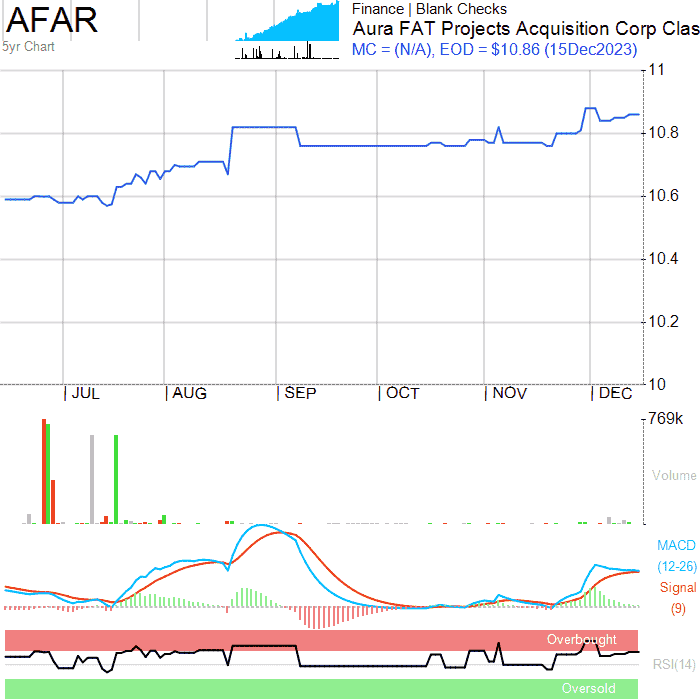 AFAR
5yr Chart
Finance | Blank Checks
Aura FAT Projects Acquisition Corp Clas
MC = (N/A), EOD = $10.86 (15Dec2023)
11
10.8
10.6
10.4
10.2
10
| JUL | AUG | SEP | OCT | NOV | DEC
769k
Volume
MACD
(12-26)
Signal
(9)
Overbought
RSI(14)
Oversold